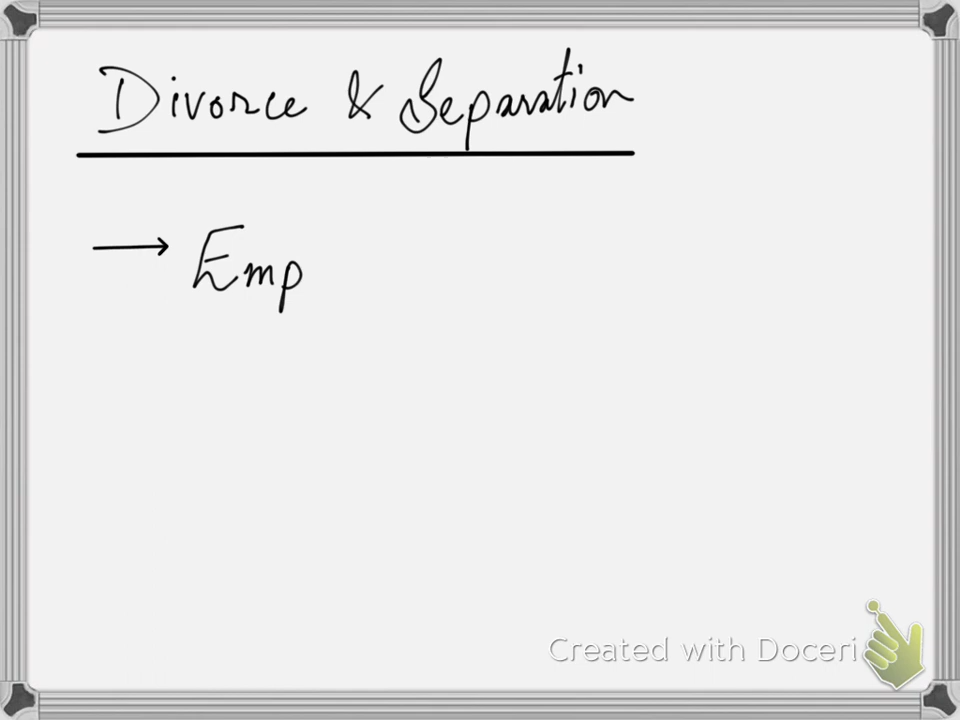 Divorce & Separation
→ Emp
Created with Doceri